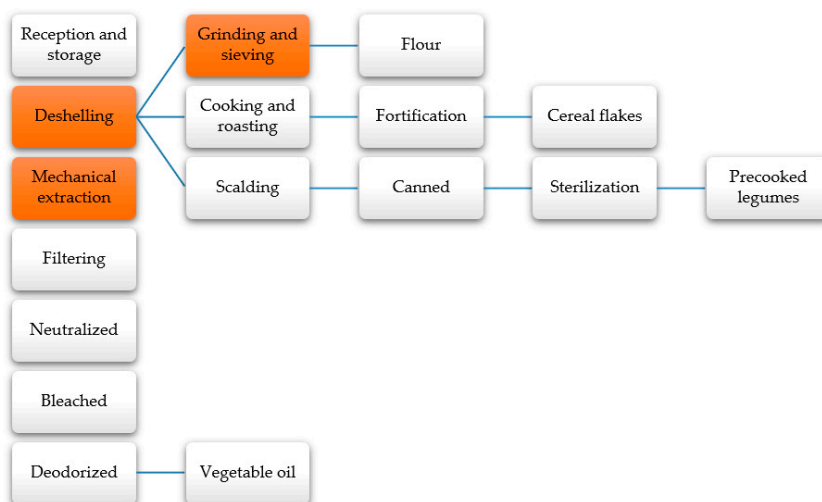 Reception and
storage
Grinding and
sieving
Flour
Deshelling
Cooking and
roasting
Fortification
Cereal flakes
Mechanical
extraction
Scalding
Canned
Sterilization
Precooked
legumes
Filtering
Neutralized
Bleached
Deodorized
Vegetable oil